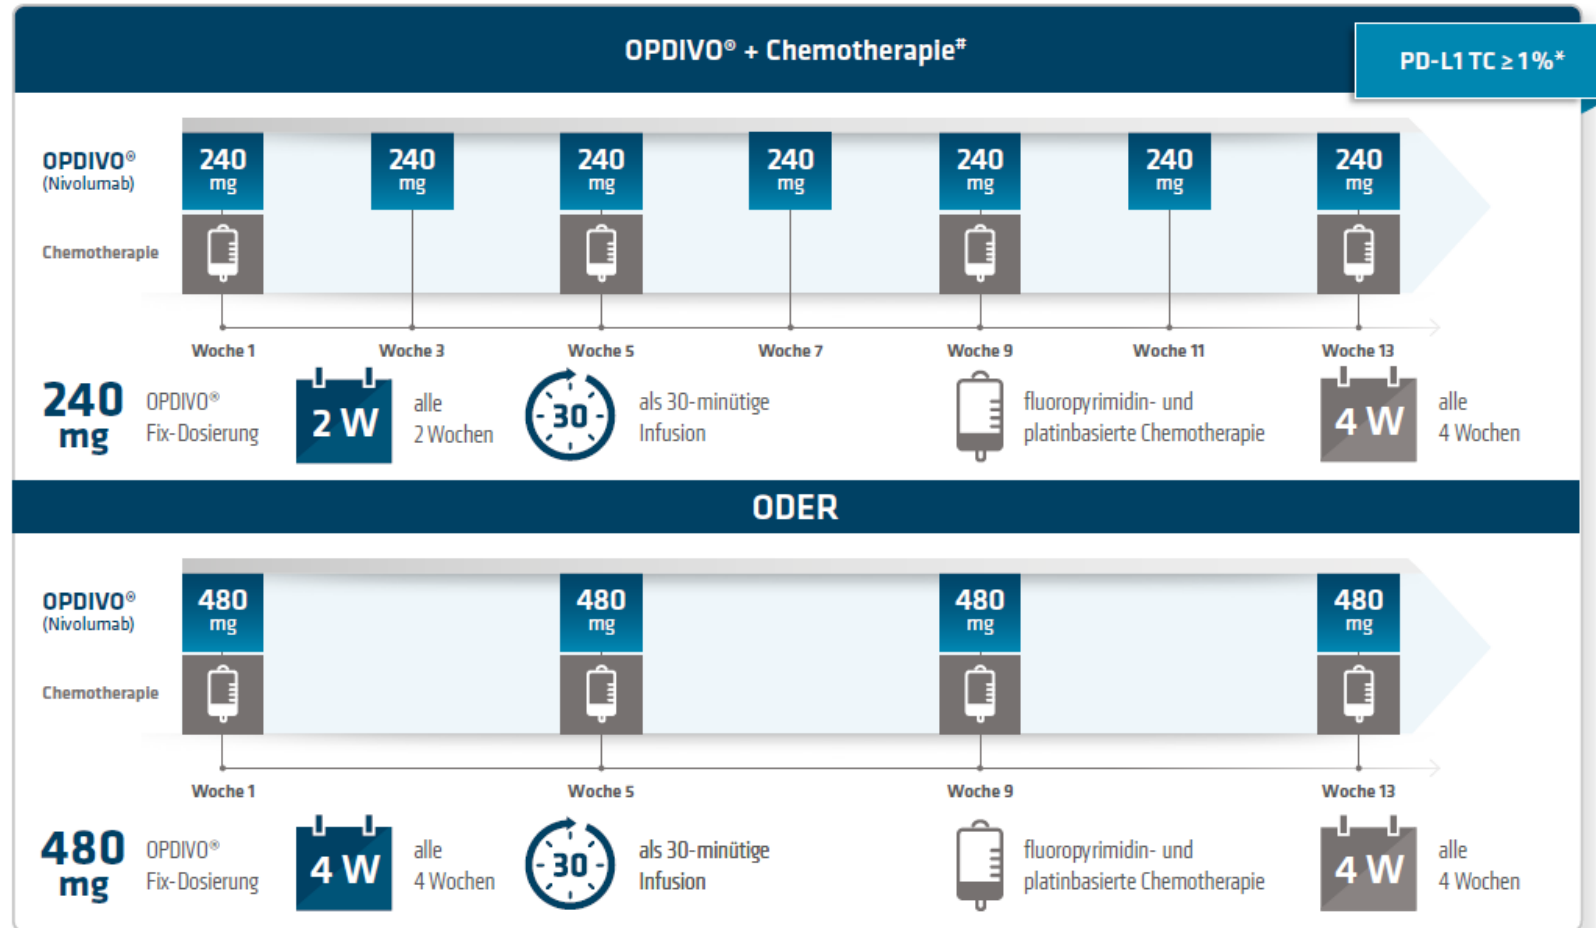 OPDIVO® + Chemotherapie#
PD-L1 TC ≥ 1%*
OPDIVO®
(Nivolumab)
240
mg
240
mg
240
mg
240
mg
240
mg
240
mg
240
mg
Chemotherapie
Woche 1
Woche 3
Woche 5
Woche 7
Woche 9
Woche 11
Woche 13
240
mg
OPDIVO®
Fix-Dosierung
2 W
alle
2 Wochen
30
als 30-minütige
Infusion
fluoropyrimidin- und
platinbasierte Chemotherapie
4 W
alle
4 Wochen
ODER
OPDIVO®
(Nivolumab)
480
mg
480
mg
480
mg
480
mg
Chemotherapie
Woche 1
Woche 5
Woche 9
Woche 13
480
mg
OPDIVO®
Fix-Dosierung
4 W
alle
4 Wochen
30
als 30-minütige
Infusion
fluoropyrimidin- und
platinbasierte Chemotherapie
4 W
alle
4 Wochen